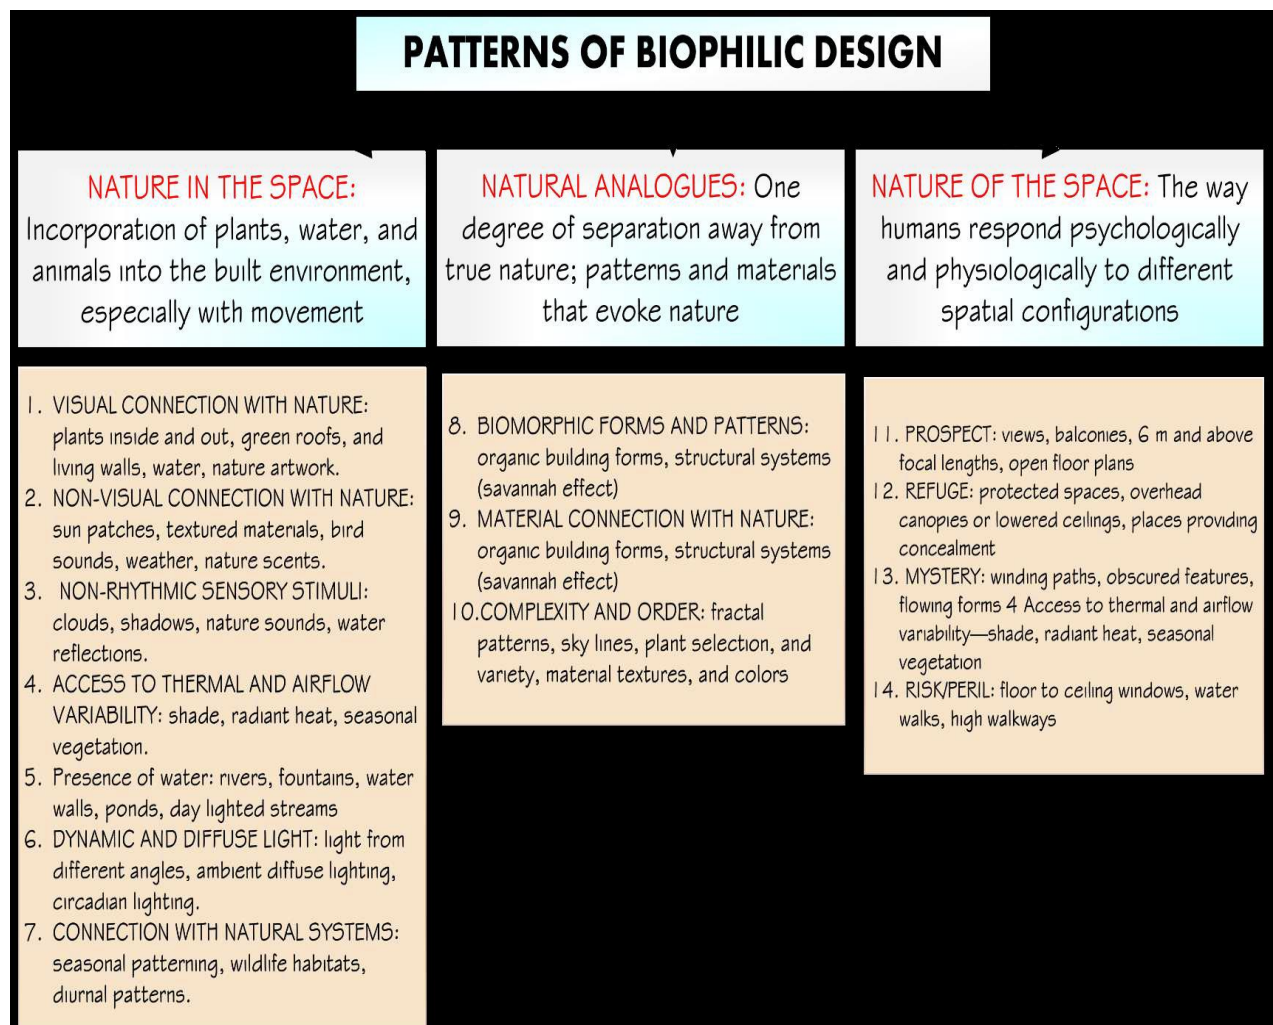 PATTERNS OF BIOPHILIC DESIGN
NATURE IN THE SPACE:
Incorporation of plants, water, and
animals into the built environment,
especially with movement
1. VISUAL CONNECTION WITH NATURE:
plants inside and out, green roofs, and
living walls, water, nature artwork.
2. NON-VISUAL CONNECTION WITH NATURE:
sun patches, textured materials, bird
sounds, weather, nature scents.
3. NON-RHYTHMIC SENSORY STIMULI:
clouds, shadows, nature sounds, water
reflections.
4. ACCESS TO THERMAL AND AIRFLOW
VARIABILITY: shade, radiant heat, seasonal
vegetation.
5. Presence of water: rivers, fountains, water
walls, ponds, day lighted streams
6. DYNAMIC AND DIFFUSE LIGHT: light from
different angles, ambient diffuse lighting,
circadian lighting.
7. CONNECTION WITH NATURAL SYSTEMS:
seasonal patterning, wildlife habitats,
diurnal patterns.
NATURAL ANALOGUES: One
degree of separation away from
true nature; patterns and materials
that evoke nature
8. BIOMORPHIC FORMS AND PATTERNS:
organic building forms, structural systems
(savannah effect)
9. MATERIAL CONNECTION WITH NATURE:
organic building forms, structural systems
(savannah effect)
10.COMPLEXITY AND ORDER: fractal
patterns, sky lines, plant selection, and
variety, material textures, and colors
NATURE OF THE SPACE: The way
humans respond psychologically
and physiologically to different
spatial configurations
11. PROSPECT: views, balconies, 6 m and above
focal lengths, open floor plans
12. REFUGE: protected spaces, overhead
canopies or lowered ceilings, places providing
concealment
13. MYSTERY: winding paths, obscured features,
flowing forms 4 Access to thermal and airflow
variability—shade, radiant heat, seasonal
vegetation
14. RISK/PERIL: floor to ceiling windows, water
walks, high walkways